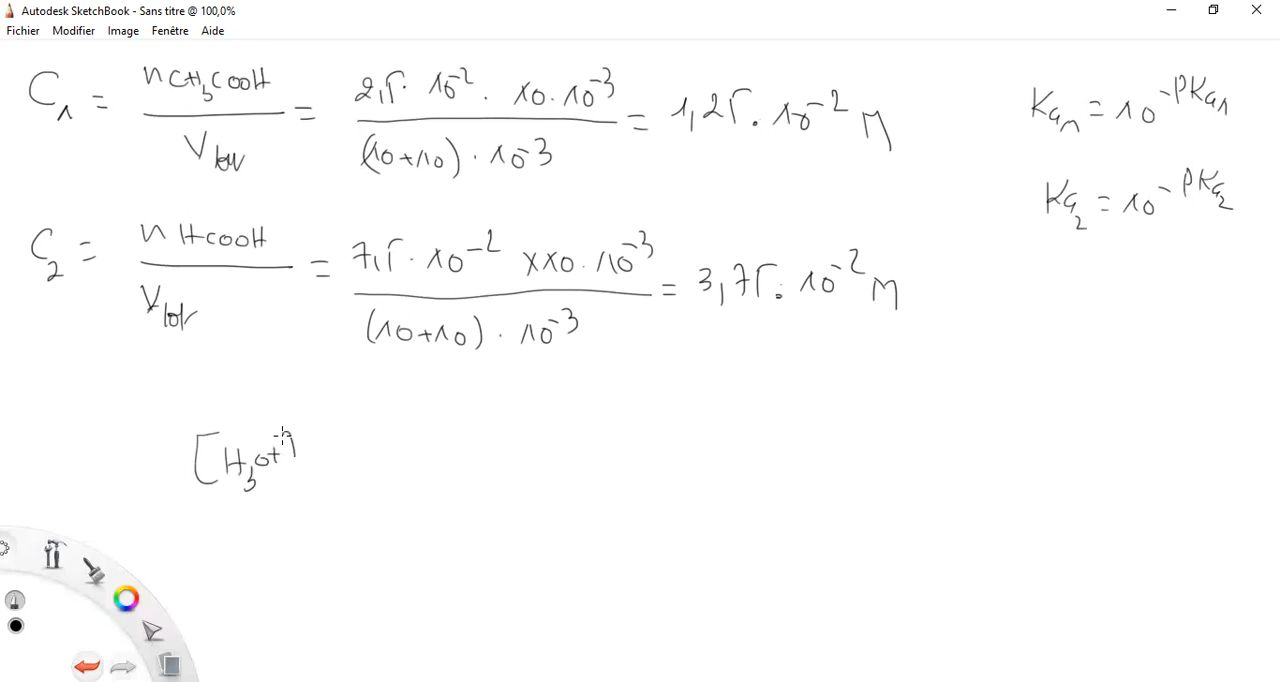 Autodesk SketchBook - Sans titre @ 100,0%
Fichier Modifier Image Fenêtre Aide
C₁ = nCH₃COOH / Vtot = 2,5 · 10⁻² · 10 · 10⁻³ / (10+10) · 10⁻³ = 1,25 · 10⁻² M
Ka₁ = 10^-PKa₁
Ka₂ = 10^-PKa₂
C₂ = nHCOOH / Vtot = 7,5 · 10⁻² × 10 · 10⁻³ / (10+10) · 10⁻³ = 3,75 · 10⁻² M
[H₃O⁺]